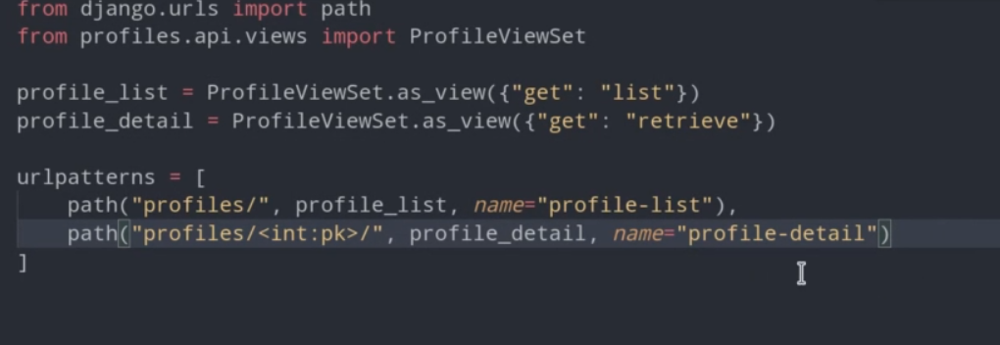 from django.urls import path
from profiles.api.views import ProfileViewSet

profile_list = ProfileViewSet.as_view({"get": "list"})
profile_detail = ProfileViewSet.as_view({"get": "retrieve"})

urlpatterns = [
    path("profiles/", profile_list, name="profile-list"),
    path("profiles/<int:pk>/", profile_detail, name="profile-detail")
]